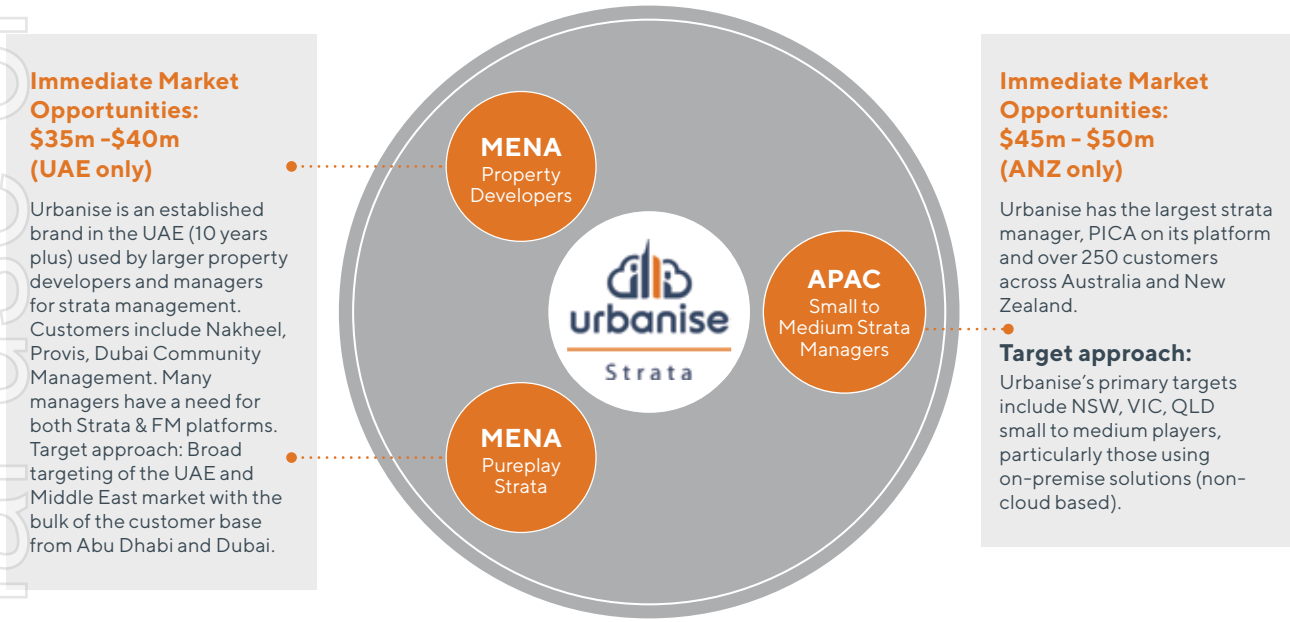 Immediate Market
Opportunities:
$35m -$40m
(UAE only)
Urbanise is an established
brand in the UAE (10 years
plus) used by larger property
developers and managers
for strata management.
Customers include Nakheel,
Provis, Dubai Community
Management. Many
managers have a need for
both Strata & FM platforms.
Target approach: Broad
targeting of the UAE and
Middle East market with the
bulk of the customer base
from Abu Dhabi and Dubai.
MENA
Property
Developers
MENA
Pureplay
Strata
urbanise
Strata
APAC
Small to
Medium Strata
Managers
Immediate Market
Opportunities:
$45m - $50m
(ANZ only)
Urbanise has the largest strata
manager, PICA on its platform
and over 250 customers
across Australia and New
Zealand.
Target approach:
Urbanise's primary targets
include NSW, VIC, QLD
small to medium players,
particularly those using
on-premise solutions (non-
cloud based).